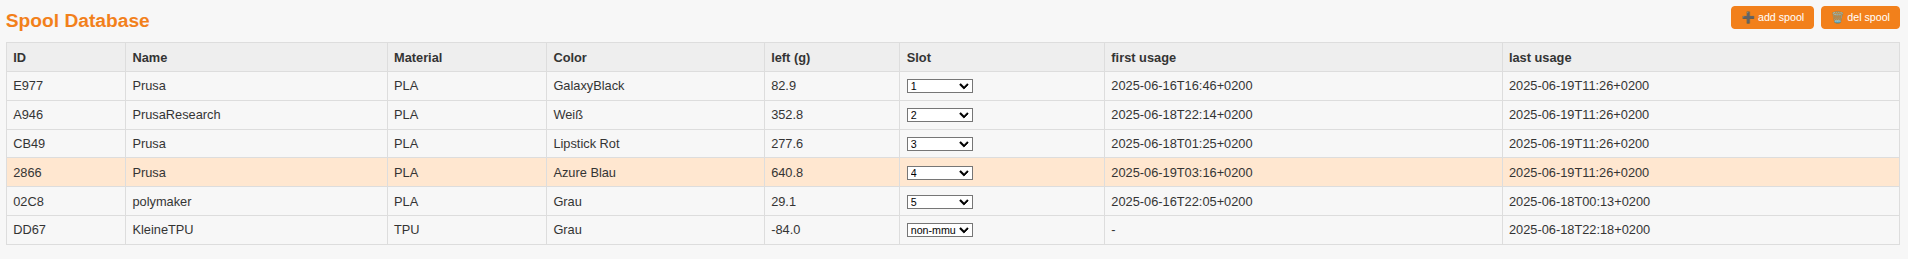 Spool Database
➕ add spool 🗑️ del spool
ID Name Material Color left (g) Slot first usage last usage
E977 Prusa PLA GalaxyBlack 82.9 1 2025-06-16T16:46+0200 2025-06-19T11:26+0200
A946 PrusaResearch PLA Weiß 352.8 2 2025-06-18T22:14+0200 2025-06-19T11:26+0200
CB49 Prusa PLA Lipstick Rot 277.6 3 2025-06-18T01:25+0200 2025-06-19T11:26+0200
2866 Prusa PLA Azure Blau 640.8 4 2025-06-19T03:16+0200 2025-06-19T11:26+0200
02C8 polymaker PLA Grau 29.1 5 2025-06-16T22:05+0200 2025-06-18T00:13+0200
DD67 KleineTPU TPU Grau -84.0 non-mmu - 2025-06-18T22:18+0200